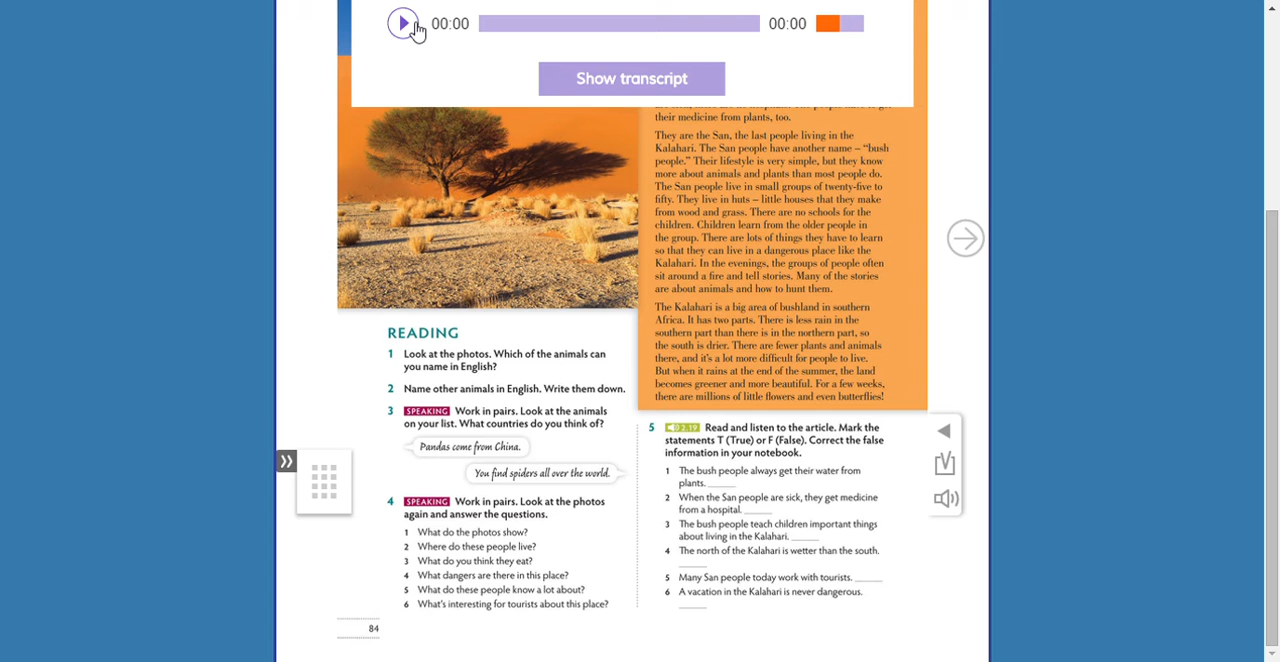 00:00
00:00
Show transcript
their medicine from plants, too.
They are the San, the last people living in the
Kalahari. The San people have another name – “bush
people.” Their lifestyle is very simple, but they know
more about animals and plants than most people do.
The San people live in small groups of twenty-five to
fifty. They live in huts – little houses that they make
from wood and grass. There are no schools for the
children. Children learn from the older people in
the group. There are lots of things they have to learn
so that they can live in a dangerous place like the
Kalahari. In the evenings, the groups of people often
sit around a fire and tell stories. Many of the stories
are about animals and how to hunt them.
The Kalahari is a big area of bushland in southern
Africa. It has two parts. There is less rain in the
southern part than there is in the northern part, so
the south is drier. There are fewer plants and animals
there, and it’s a lot more difficult for people to live.
But when it rains at the end of the summer, the land
becomes greener and more beautiful. For a few weeks,
there are millions of little flowers and even butterflies!
READING
1 Look at the photos. Which of the animals can
you name in English?
2 Name other animals in English. Write them down.
3 SPEAKING Work in pairs. Look at the animals
on your list. What countries do you think of?
Pandas come from China.
You find spiders all over the world.
4 SPEAKING Work in pairs. Look at the photos
again and answer the questions.
1 What do the photos show?
2 Where do these people live?
3 What do you think they eat?
4 What dangers are there in this place?
5 What do these people know a lot about?
6 What’s interesting for tourists about this place?
5 2.19 Read and listen to the article. Mark the
statements T (True) or F (False). Correct the false
information in your notebook.
1 The bush people always get their water from
plants. ______
2 When the San people are sick, they get medicine
from a hospital. ______
3 The bush people teach children important things
about living in the Kalahari. ______
4 The north of the Kalahari is wetter than the south.
______
5 Many San people today work with tourists. ______
6 A vacation in the Kalahari is never dangerous.
______
84